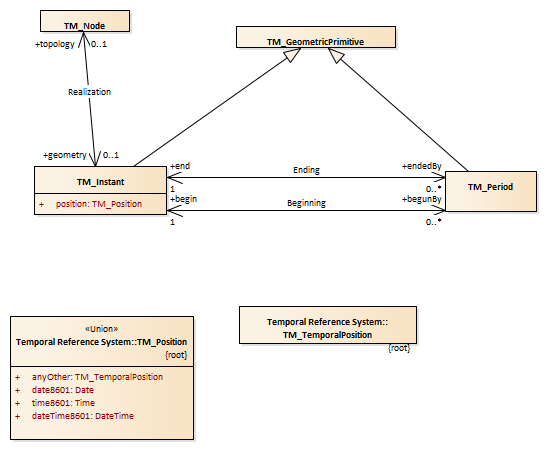 TM_Node
TM_GeometricPrimitive
+topology
0..1
Realization
+geometry
0..1
TM_Instant
+ position: TM_Position
+end
Ending
+endedBy
1
0..*
+begin
Beginning
+begunBy
1
0..*
TM_Period
«Union»
Temporal Reference System::TM_Position
{root}
+ anyOther: TM_TemporalPosition
+ date8601: Date
+ time8601: Time
+ dateTime8601: DateTime
Temporal Reference System::
TM_TemporalPosition
{root}